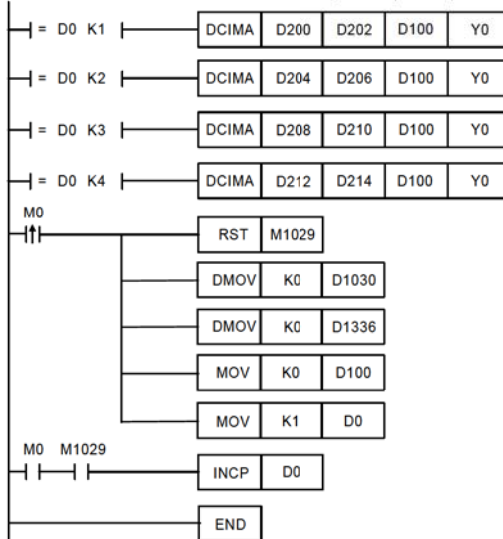 = D0 K1 DCIMA D200 D202 D100 Y0
= D0 K2 DCIMA D204 D206 D100 Y0
= D0 K3 DCIMA D208 D210 D100 Y0
= D0 K4 DCIMA D212 D214 D100 Y0
M0
RST M1029
DMOV K0 D1030
DMOV K0 D1336
MOV K0 D100
MOV K1 D0
M0 M1029
INCP D0
END